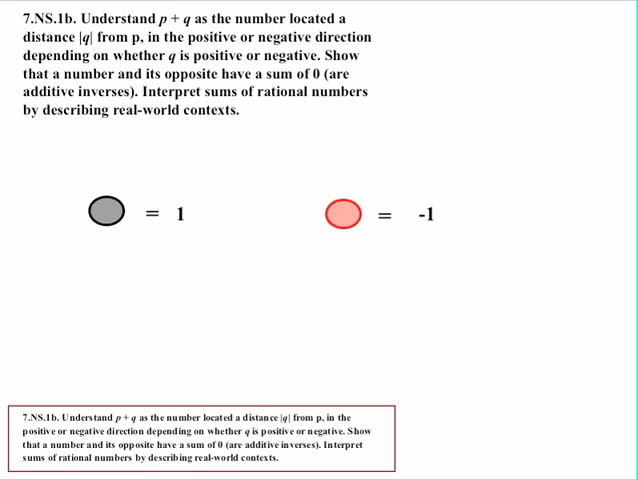 7.NS.1b. Understand p + q as the number located a
distance |q| from p, in the positive or negative direction
depending on whether q is positive or negative. Show
that a number and its opposite have a sum of 0 (are
additive inverses). Interpret sums of rational numbers
by describing real-world contexts.
= 1
= -1
7.NS.1b. Understand p + q as the number located a distance |q| from p, in the
positive or negative direction depending on whether q is positive or negative. Show
that a number and its opposite have a sum of 0 (are additive inverses). Interpret
sums of rational numbers by describing real-world contexts.